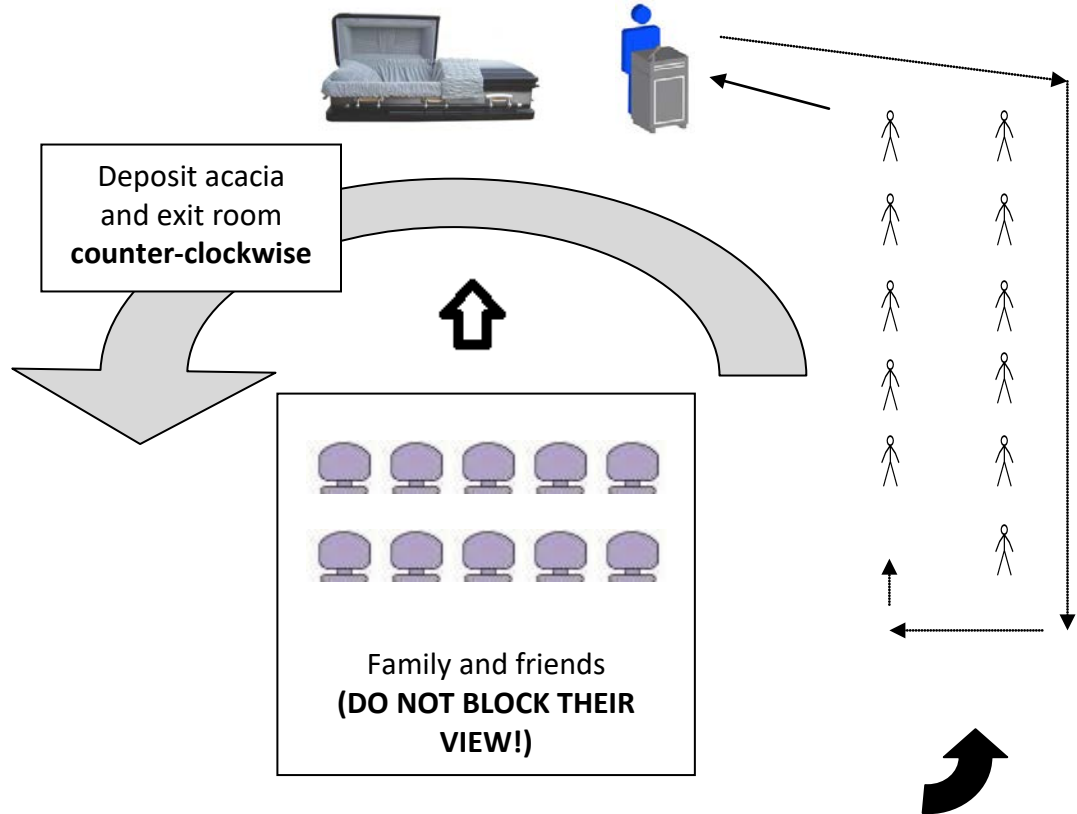 Deposit acacia
and exit room
counter-clockwise
Family and friends
(DO NOT BLOCK THEIR
VIEW!)